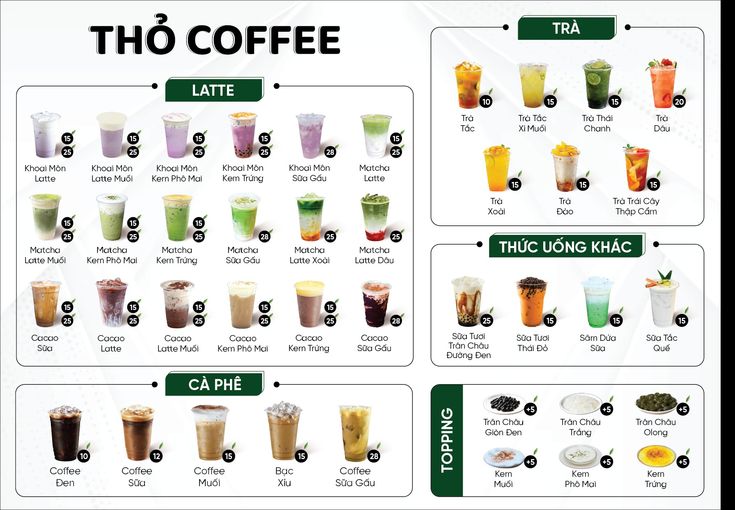 THỎ COFFEE
LATTE
15
25
Khoai Môn
Latte
15
25
Khoai Môn
Latte Muối
15
25
Khoai Môn
Kem Phô Mai
15
25
Khoai Môn
Kem Trứng
28
Khoai Môn
Sữa Gấu
15
25
Matcha
Latte
15
25
Matcha
Latte Muối
15
25
Matcha
Kem Phô Mai
15
25
Matcha
Kem Trứng
28
Matcha
Sữa Gấu
25
Matcha
Latte Xoài
25
Matcha
Latte Dâu
15
25
Cacao
Sữa
15
25
Cacao
Latte
15
25
Cacao
Latte Muối
15
25
Cacao
Kem Phô Mai
15
25
Cacao
Kem Trứng
28
Cacao
Sữa Gấu
CÀ PHÊ
10
Coffee
Đen
12
Coffee
Sữa
15
Coffee
Muối
15
Bạc
Xỉu
28
Coffee
Sữa Gấu
TRÀ
10
Trà
Tắc
15
Trà Tắc
Xí Muối
15
Trà Thái
Chanh
20
Trà
Dâu
15
Trà
Xoài
15
Trà
Đào
15
Trà Trái Cây
Thập Cẩm
THỨC UỐNG KHÁC
25
Sữa Tươi
Trân Châu
Đường Đen
15
Sữa Tươi
Thái Đỏ
15
Sâm Dứa
Sữa
15
Sữa Tắc
Quế
TOPPING
+5
Trân Châu
Giòn Đen
+5
Trân Châu
Trắng
+5
Trân Châu
Olong
+5
Kem
Muối
+5
Kem
Phô Mai
+5
Kem
Trứng